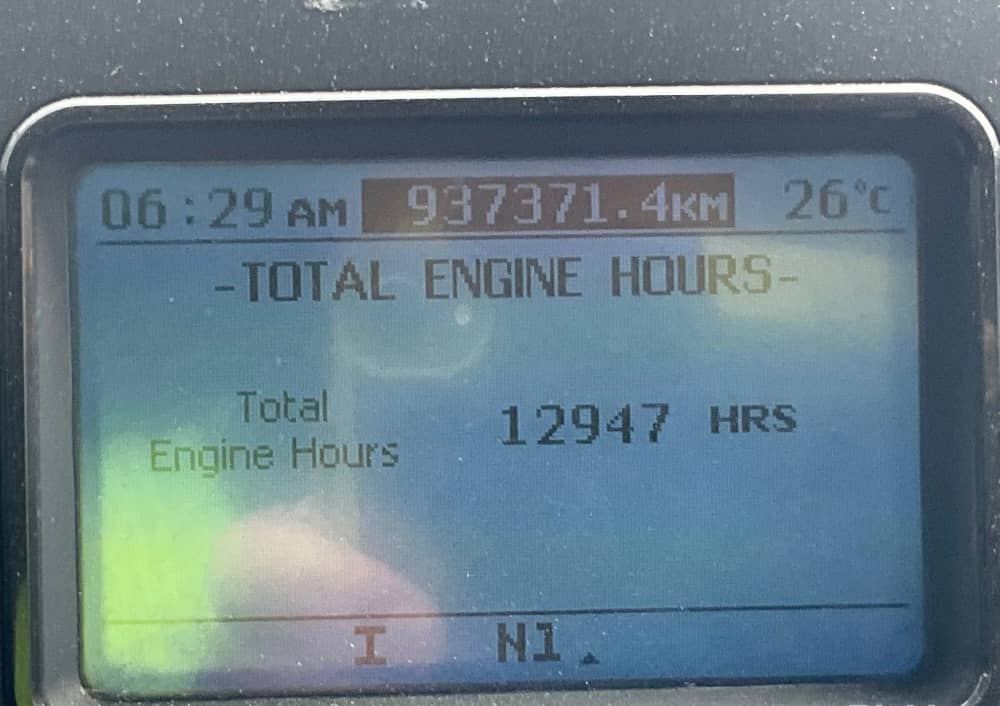 06:29 AM 937371.4KM 26°C
-TOTAL ENGINE HOURS-
Total
Engine Hours 12947 HRS
I N1